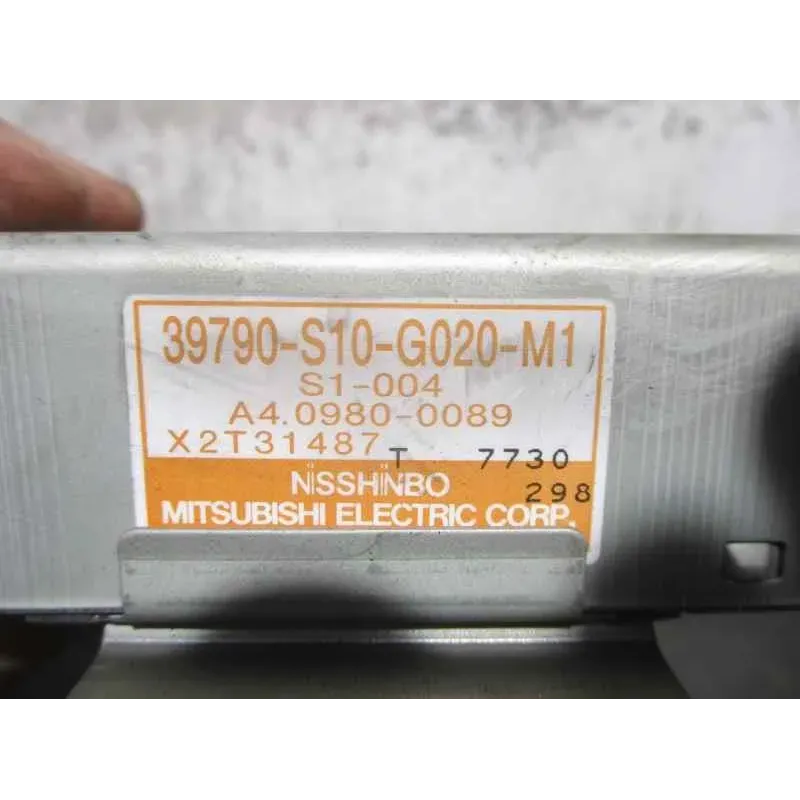 39790-S10-G020-M1
S1-004
A4.0980-0089
X2T31487 T 7730
NISSHINBO 298
MITSUBISHI ELECTRIC CORP.